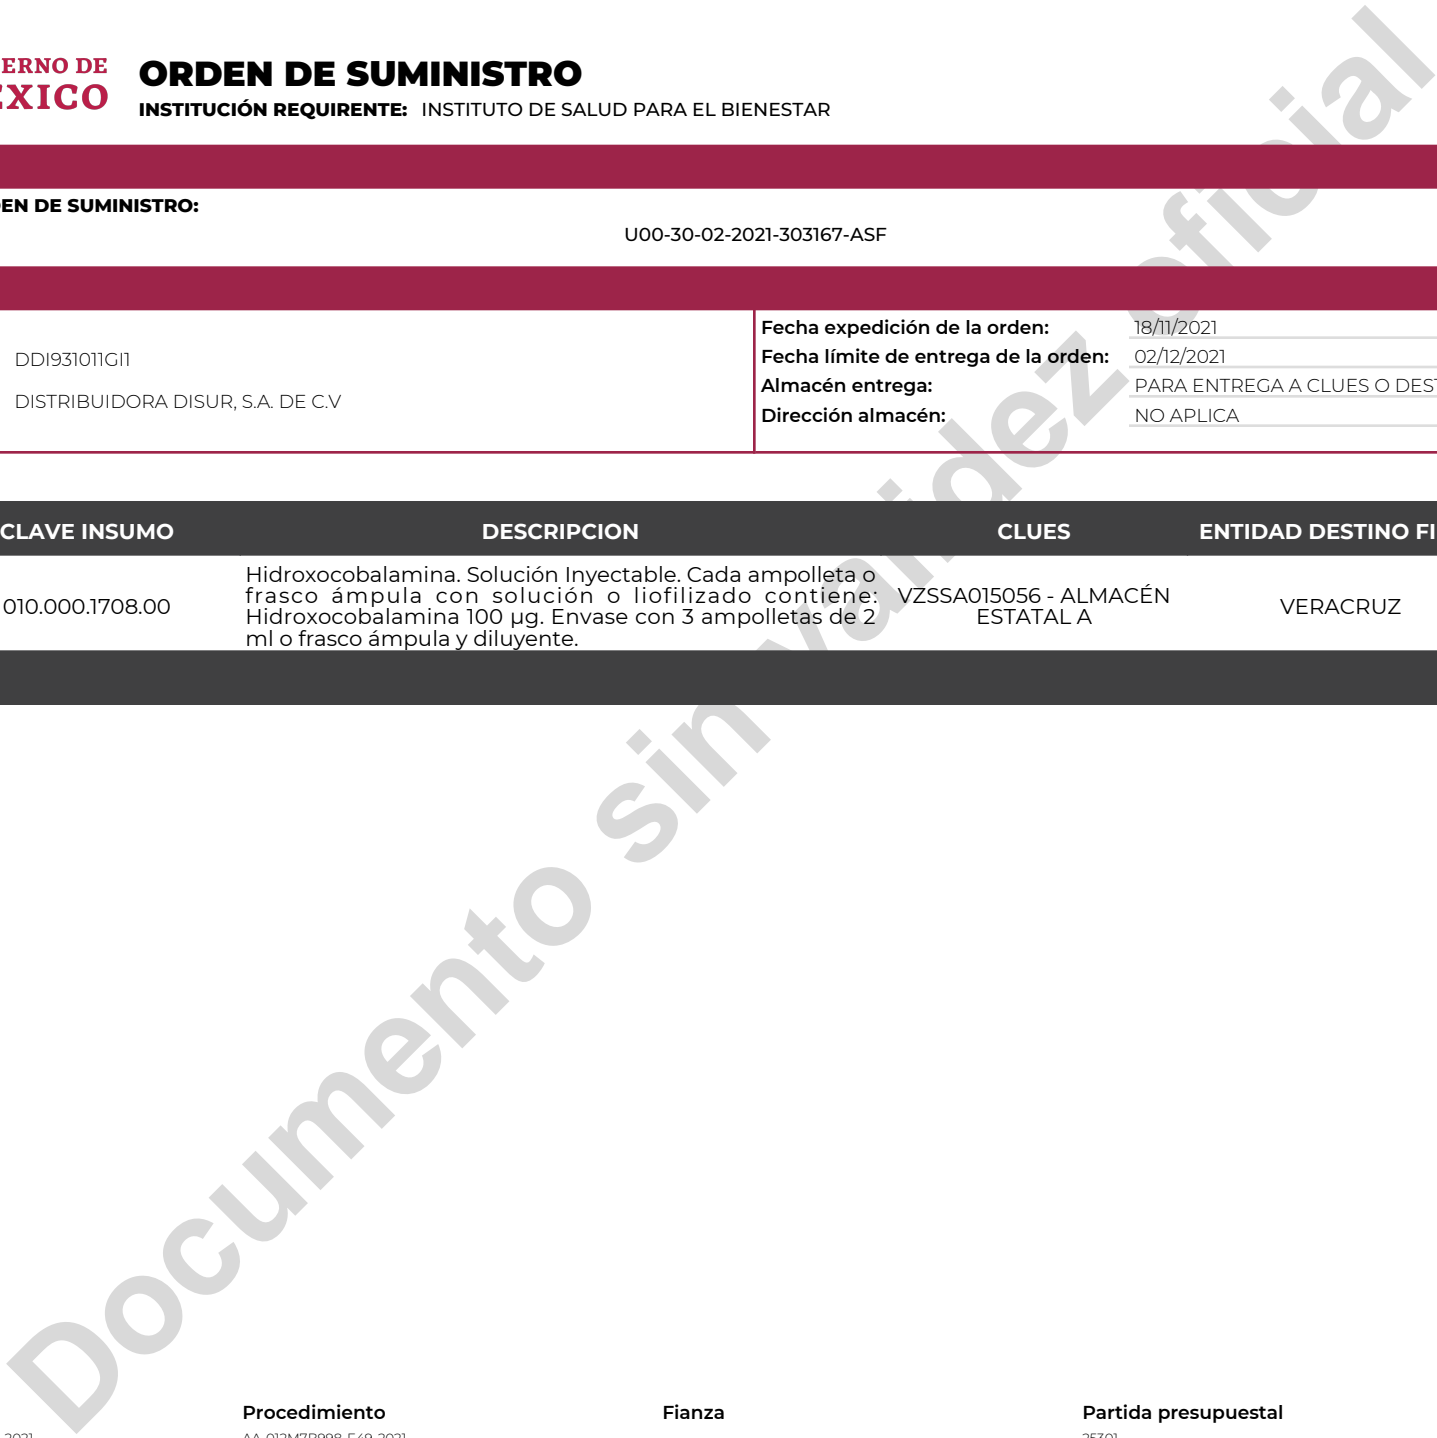 ERNO DE
ÉXICO
ORDEN DE SUMINISTRO
INSTITUCIÓN REQUIRENTE: INSTITUTO DE SALUD PARA EL BIENESTAR
EN DE SUMINISTRO:
U00-30-02-2021-303167-ASF
DDI931011GI1
DISTRIBUIDORA DISUR, S.A. DE C.V
Fecha expedición de la orden: 18/11/2021
Fecha límite de entrega de la orden: 02/12/2021
Almacén entrega: PARA ENTREGA A CLUES O DEST
Dirección almacén: NO APLICA
CLAVE INSUMO DESCRIPCION CLUES ENTIDAD DESTINO FI
010.000.1708.00
Hidroxocobalamina. Solución Inyectable. Cada ampolleta o
frasco ámpula con solución o liofilizado contiene:
Hidroxocobalamina 100 µg. Envase con 3 ampolletas de 2
ml o frasco ámpula y diluyente.
VZSSA015056 - ALMACÉN
ESTATAL A
VERACRUZ
Documento sin validez oficial
Procedimiento Fianza Partida presupuestal